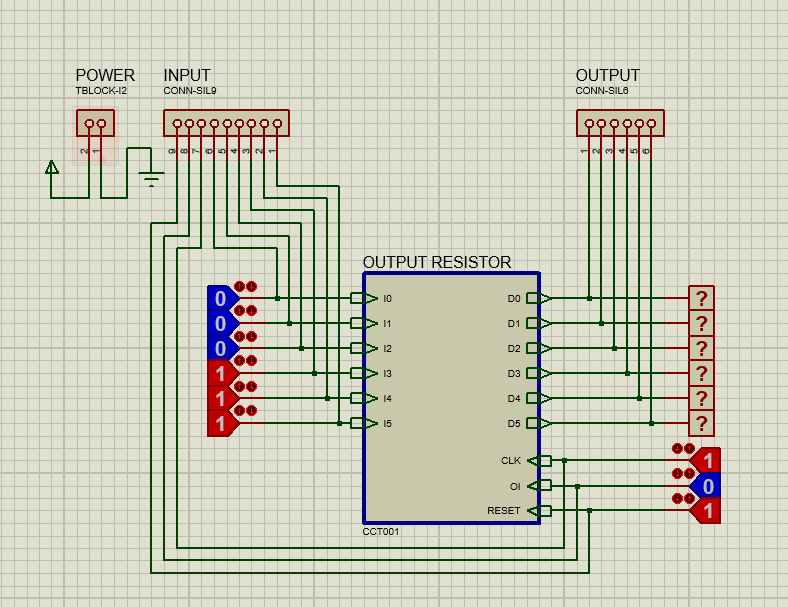 POWER
TBLOCK-I2
2 1
INPUT
CONN-SIL9
9 8 7 6 5 4 3 2 1
OUTPUT
CONN-SIL6
1 2 3 4 5 6
OUTPUT RESISTOR
0 I0 D0 ?
0 I1 D1 ?
0 I2 D2 ?
1 I3 D3 ?
1 I4 D4 ?
1 I5 D5 ?
CLK 1
OI 0
RESET 1
CCT001